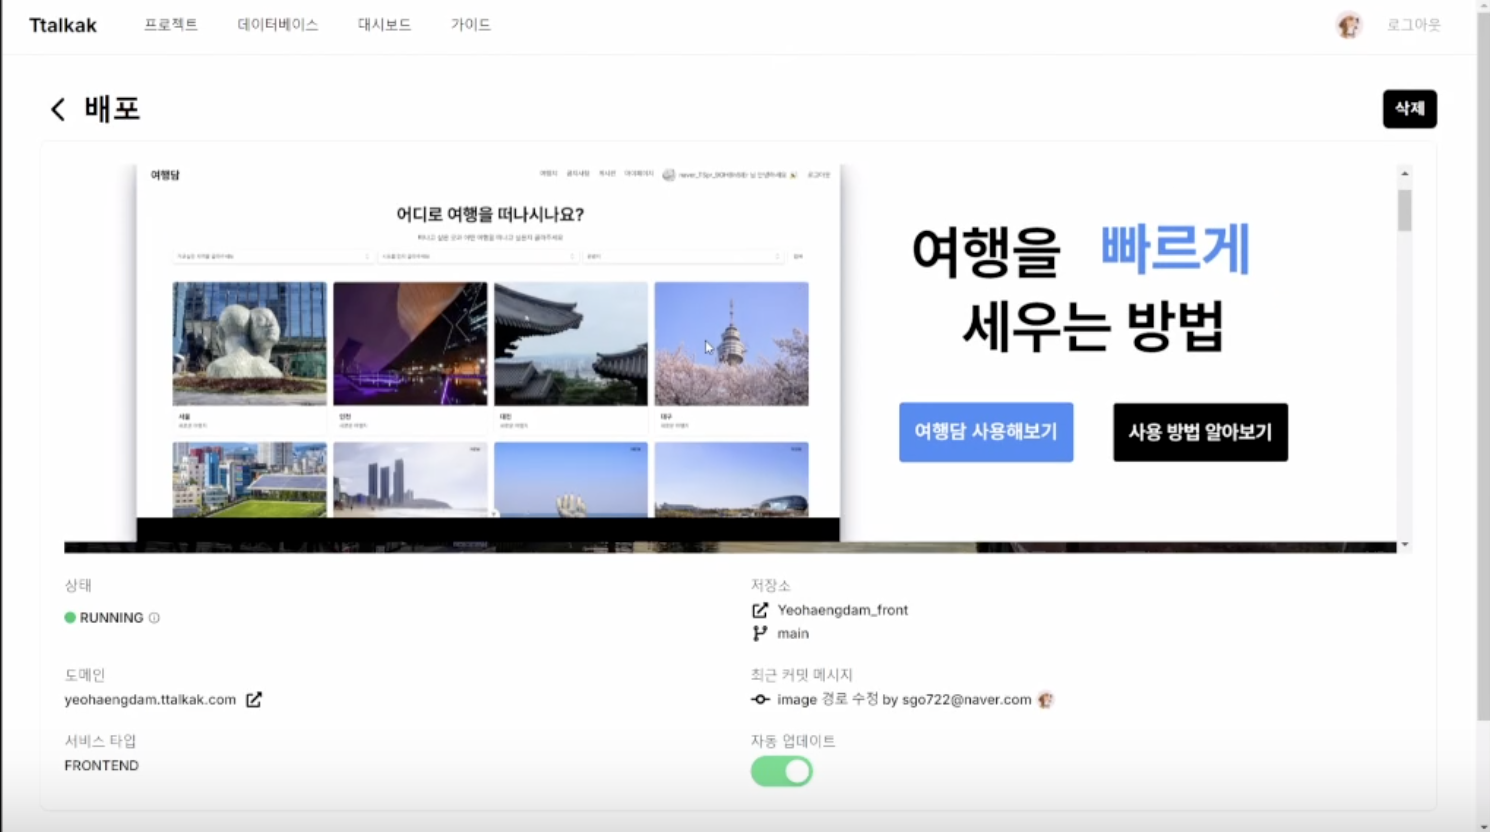 Ttalkak
프로젝트
데이터베이스
대시보드
가이드
로그아웃
배포
삭제
여행담
어디로 여행을 떠나시나요?
서울
인천
대전
대구
여행을 빠르게
세우는 방법
여행담 사용해보기
사용 방법 알아보기
상태
RUNNING
저장소
Yeohaengdam_front
main
도메인
yeohaengdam.ttalkak.com
최근 커밋 메시지
image 경로 수정 by sgo722@naver.com
서비스 타입
FRONTEND
자동 업데이트